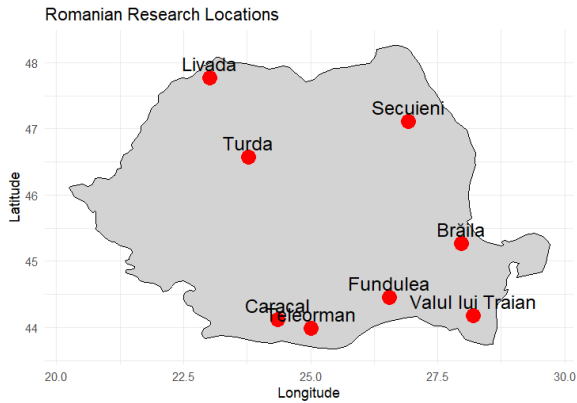 Romanian Research Locations
Livada
Secuieni
Turda
Brăila
Fundulea
Valul lui Traian
Caracal
Teleorman
48
47
46
45
44
Latitude
20.0
22.5
25.0
27.5
30.0
Longitude